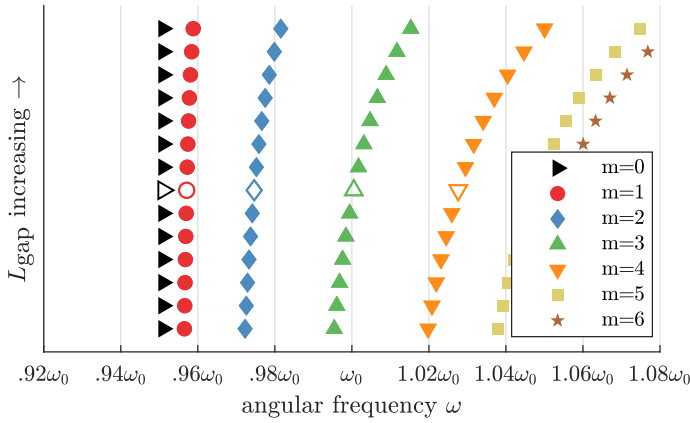 L_gap increasing →
m=0
m=1
m=2
m=3
m=4
m=5
m=6
.92ω₀ .94ω₀ .96ω₀ .98ω₀ ω₀ 1.02ω₀ 1.04ω₀ 1.06ω₀ 1.08ω₀
angular frequency ω